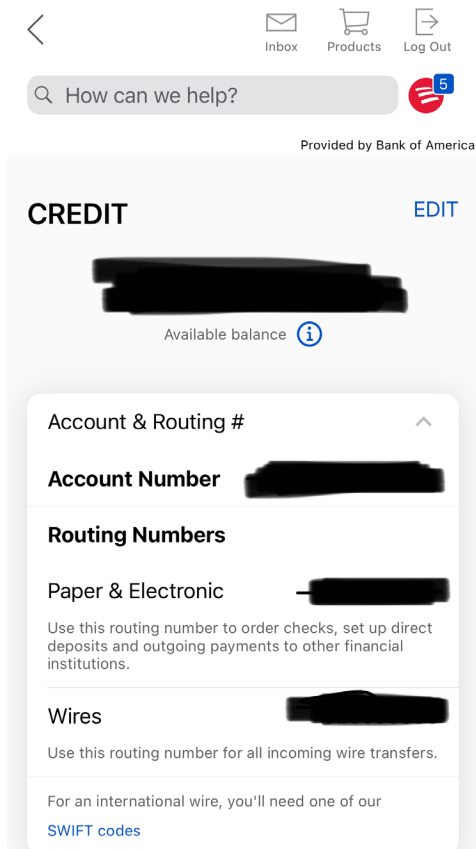 Inbox
Products
Log Out
How can we help?
5
Provided by Bank of America
CREDIT
EDIT
Available balance
Account & Routing #
Account Number
Routing Numbers
Paper & Electronic
Use this routing number to order checks, set up direct
deposits and outgoing payments to other financial
institutions.
Wires
Use this routing number for all incoming wire transfers.
For an international wire, you'll need one of our
SWIFT codes